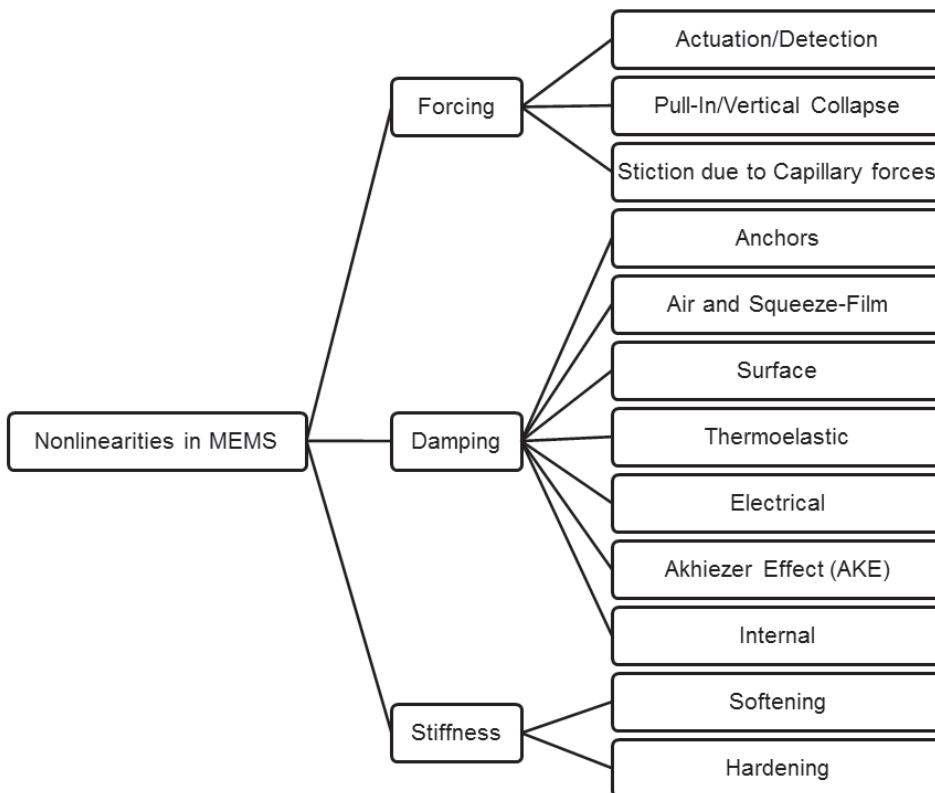 Actuation/Detection
Forcing
Pull-In/Vertical Collapse
Stiction due to Capillary forces
Anchors
Air and Squeeze-Film
Surface
Nonlinearities in MEMS
Damping
Thermoelastic
Electrical
Akhiezer Effect (AKE)
Internal
Softening
Stiffness
Hardening